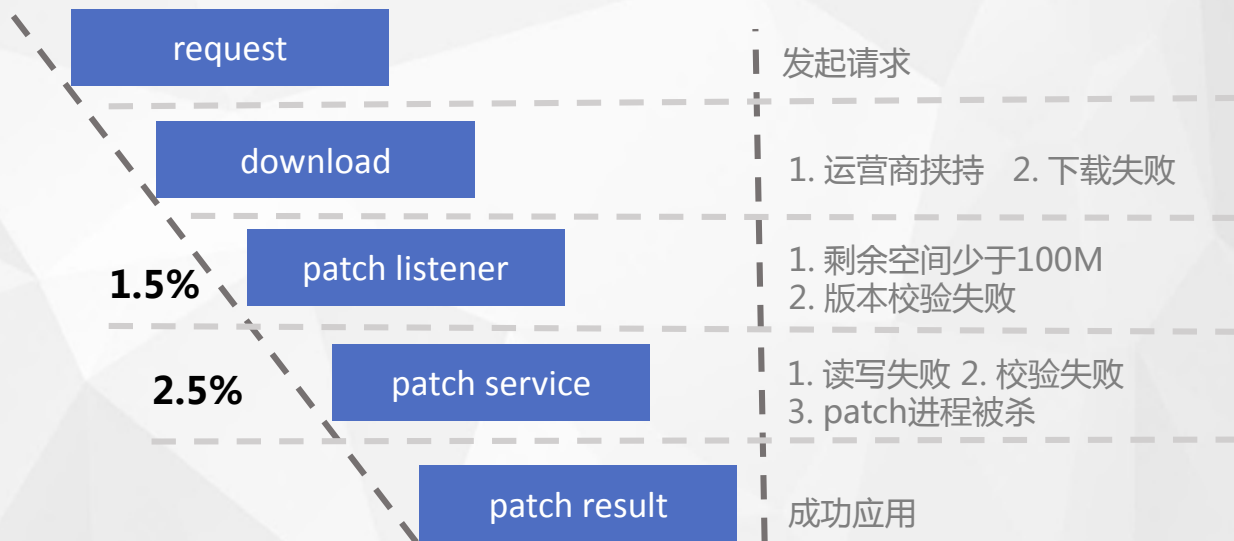 request
发起请求
download
1. 运营商挟持 2. 下载失败
1.5%
patch listener
1. 剩余空间少于100M
2. 版本校验失败
2.5%
patch service
1. 读写失败 2. 校验失败
3. patch进程被杀
patch result
成功应用